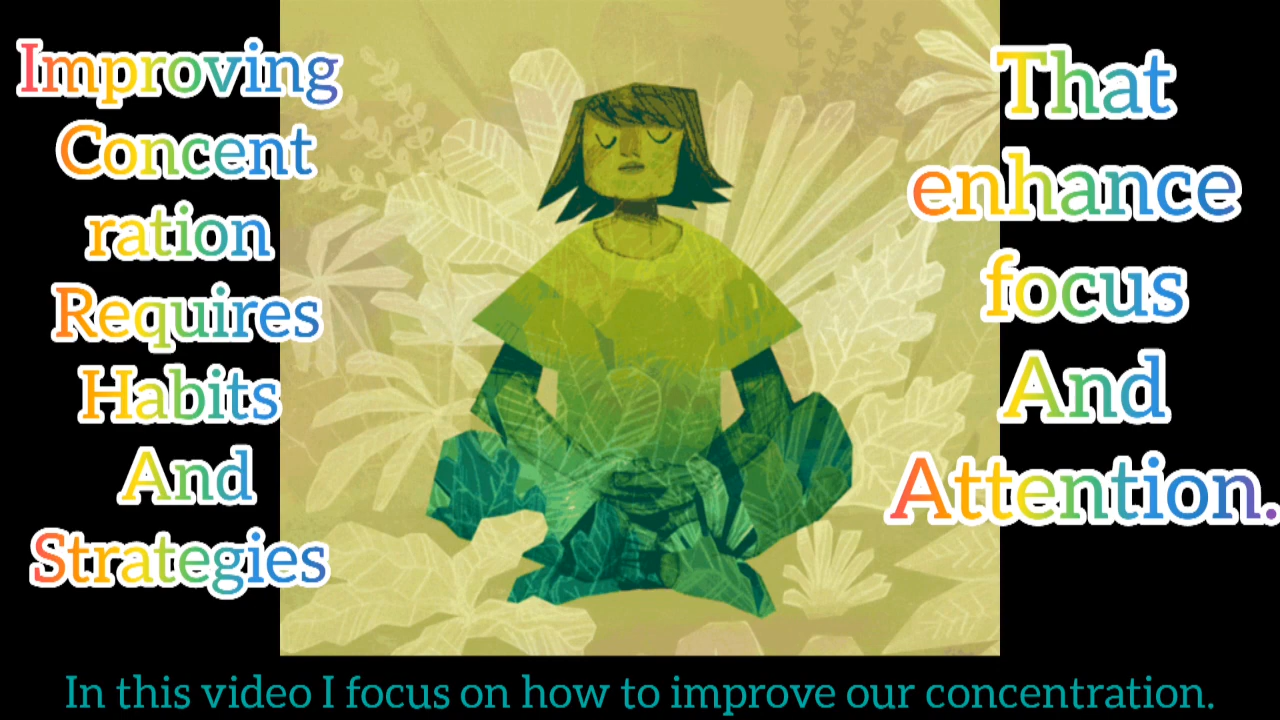 Improving
Concent
ration
Requires
Habits
And
Strategies
That
enhance
focus
And
Attention.
In this video I focus on how to improve our concentration.